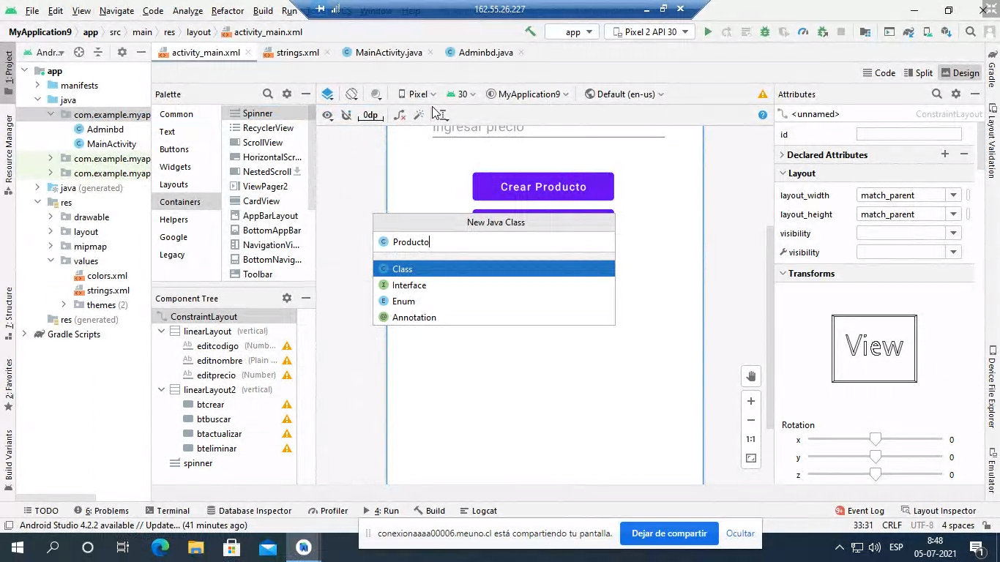 162.55.26.227
File Edit View Navigate Code Analyze Refactor Build Run
MyApplication9 app src main res layout activity_main.xml
app Pixel 2 API 30
Andr...
activity_main.xml strings.xml MainActivity.java Adminbd.java
Code Split Design
1: Project
Resource Manager
7: Structure
2: Favorites
Build Variants
app
manifests
java
com.example.myap
Adminbd
MainActivity
com.example.myap
com.example.myap
java (generated)
res
drawable
layout
mipmap
values
colors.xml
strings.xml
themes (2)
res (generated)
Gradle Scripts
Palette
Common
Text
Buttons
Widgets
Layouts
Containers
Helpers
Google
Legacy
Spinner
RecyclerView
ScrollView
HorizontalScr...
NestedScroll
ViewPager2
CardView
AppBarLayout
BottomAppBar
NavigationVi...
BottomNavig...
Toolbar
Component Tree
ConstraintLayout
linearLayout (vertical)
Ab editcodigo (Numb...
Ab editnombre (Plain ...
Ab editprecio (Number)
linearLayout2 (vertical)
btcrear
btbuscar
btactualizar
bteliminar
spinner
Pixel 30 MyApplication9 Default (en-us)
0dp
Ingresar precio
Crear Producto
New Java Class
Producto
Class
Interface
Enum
Annotation
1:1
Attributes
<unnamed> ConstraintLayout
id
Declared Attributes
Layout
layout_width match_parent
layout_height match_parent
visibility
visibility
Transforms
View
Rotation
x 0
y 0
z 0
Gradle
Layout Validation
Device File Explorer
Emulator
TODO 6: Problems Terminal Database Inspector Profiler 4: Run Build Logcat 9+ Event Log Layout Inspector
Android Studio 4.2.2 available // Update... (41 minutes ago) 33:31 CRLF UTF-8 4 spaces
conexionaaaa00006.meuno.cl está compartiendo tu pantalla. Dejar de compartir Ocultar
ESP 8:48
05-07-2021
1